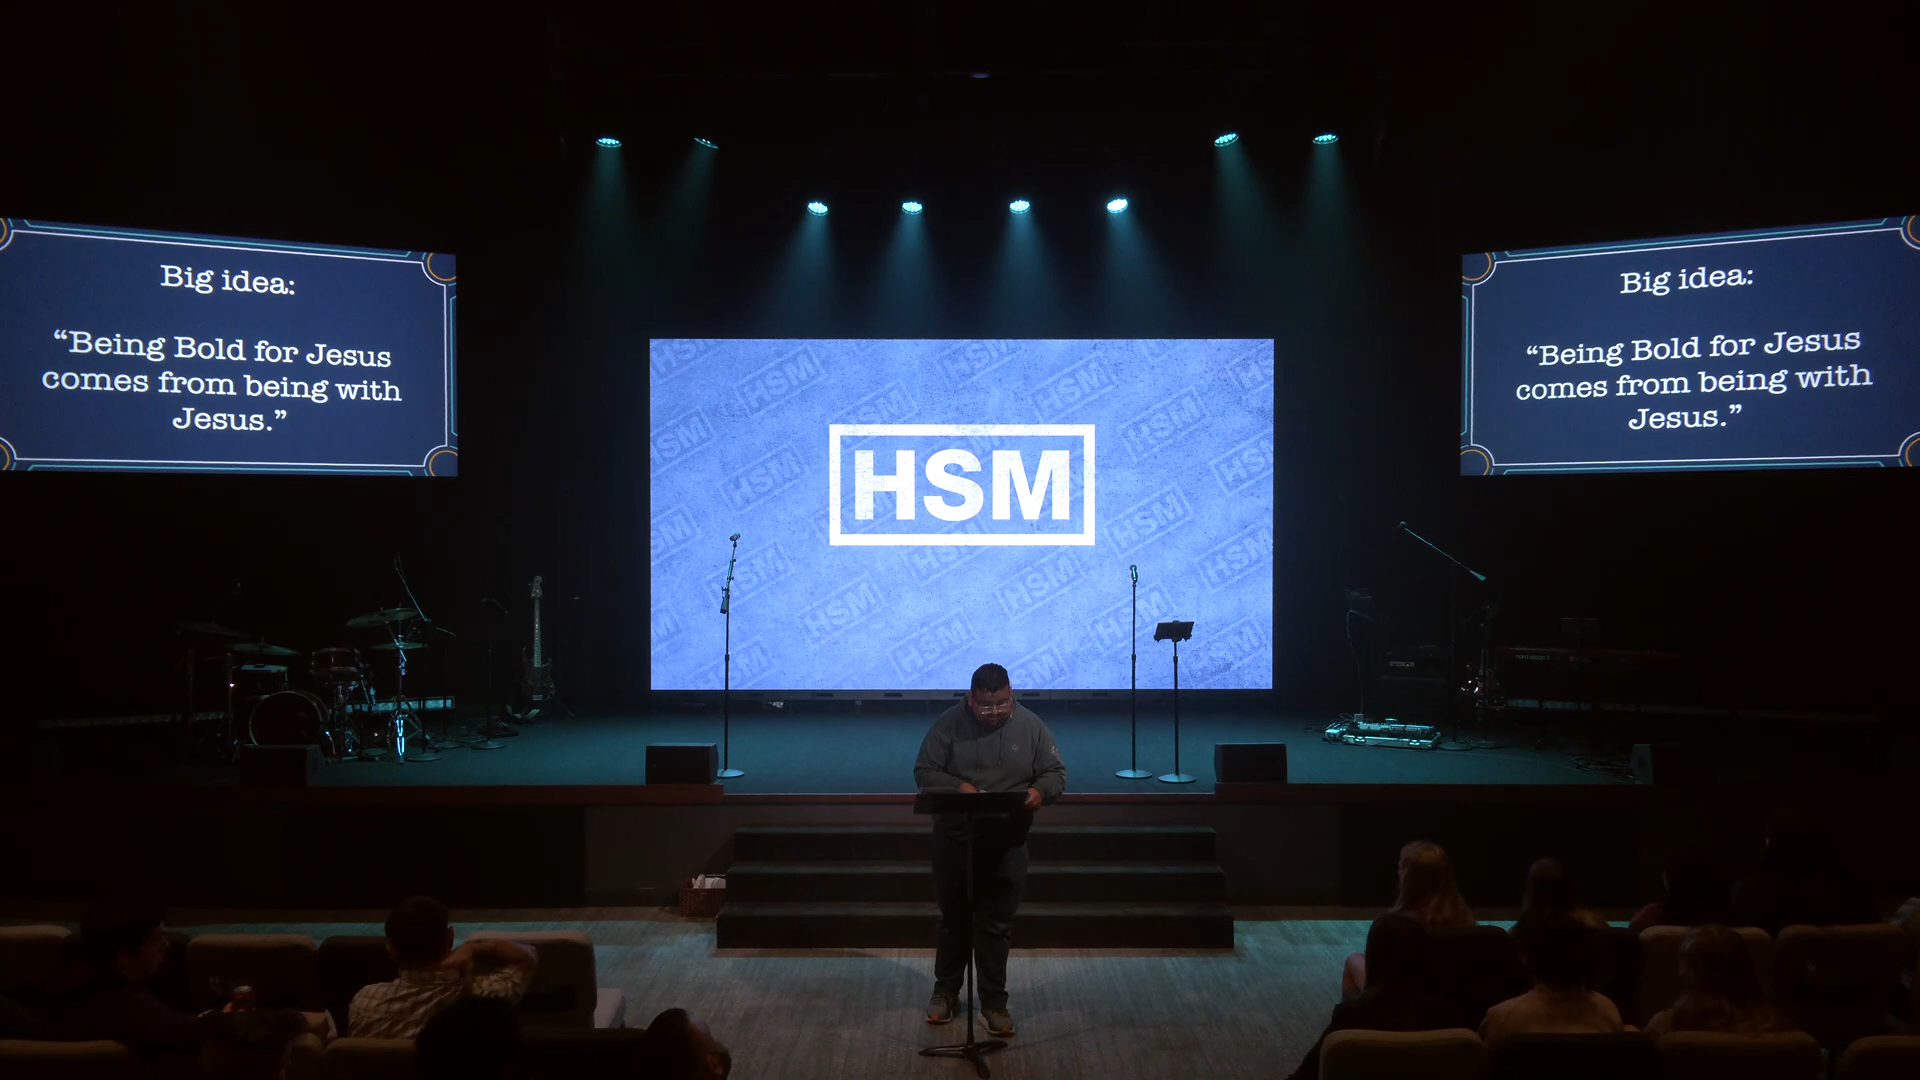 Big idea:
“Being Bold for Jesus
comes from being with
Jesus.”
HSM
Big idea:
“Being Bold for Jesus
comes from being with
Jesus.”